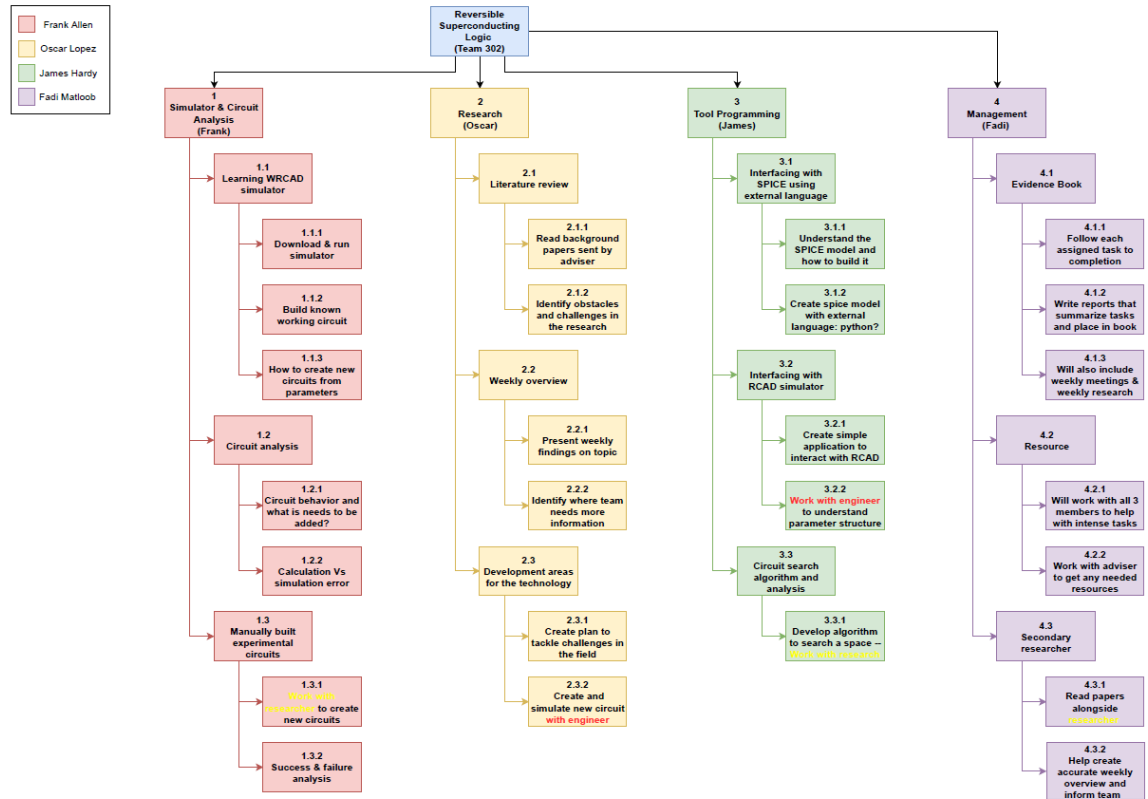 Frank Allen
Oscar Lopez
James Hardy
Fadi Matloob
Reversible
Superconducting
Logic
(Team 302)
1
Simulator & Circuit
Analysis
(Frank)
1.1
Learning WRCAD
simulator
1.1.1
Download & run
simulator
1.1.2
Build known
working circuit
1.1.3
How to create new
circuits from
parameters
1.2
Circuit analysis
1.2.1
Circuit behavior and
what is needs to be
added?
1.2.2
Calculation Vs
simulation error
1.3
Manually built
experimental
circuits
1.3.1
Work with
researcher to create
new circuits
1.3.2
Success & failure
analysis
2
Research
(Oscar)
2.1
Literature review
2.1.1
Read background
papers sent by
adviser
2.1.2
Identify obstacles
and challenges in
the research
2.2
Weekly overview
2.2.1
Present weekly
findings on topic
2.2.2
Identify where team
needs more
information
2.3
Development areas
for the technology
2.3.1
Create plan to
tackle challenges in
the field
2.3.2
Create and
simulate new circuit
with engineer
3
Tool Programming
(James)
3.1
Interfacing with
SPICE using
external language
3.1.1
Understand the
SPICE model and
how to build it
3.1.2
Create spice model
with external
language: python?
3.2
Interfacing with
RCAD simulator
3.2.1
Create simple
application to
interact with RCAD
3.2.2
Work with engineer
to understand
parameter structure
3.3
Circuit search
algorithm and
analysis
3.3.1
Develop algorithm
to search a space --
Work with research
4
Management
(Fadi)
4.1
Evidence Book
4.1.1
Follow each
assigned task to
completion
4.1.2
Write reports that
summarize tasks
and place in book
4.1.3
Will also include
weekly meetings &
weekly research
4.2
Resource
4.2.1
Will work with all 3
members to help
with intense tasks
4.2.2
Work with adviser
to get any needed
resources
4.3
Secondary
researcher
4.3.1
Read papers
alongside
researcher
4.3.2
Help create
accurate weekly
overview and
inform team